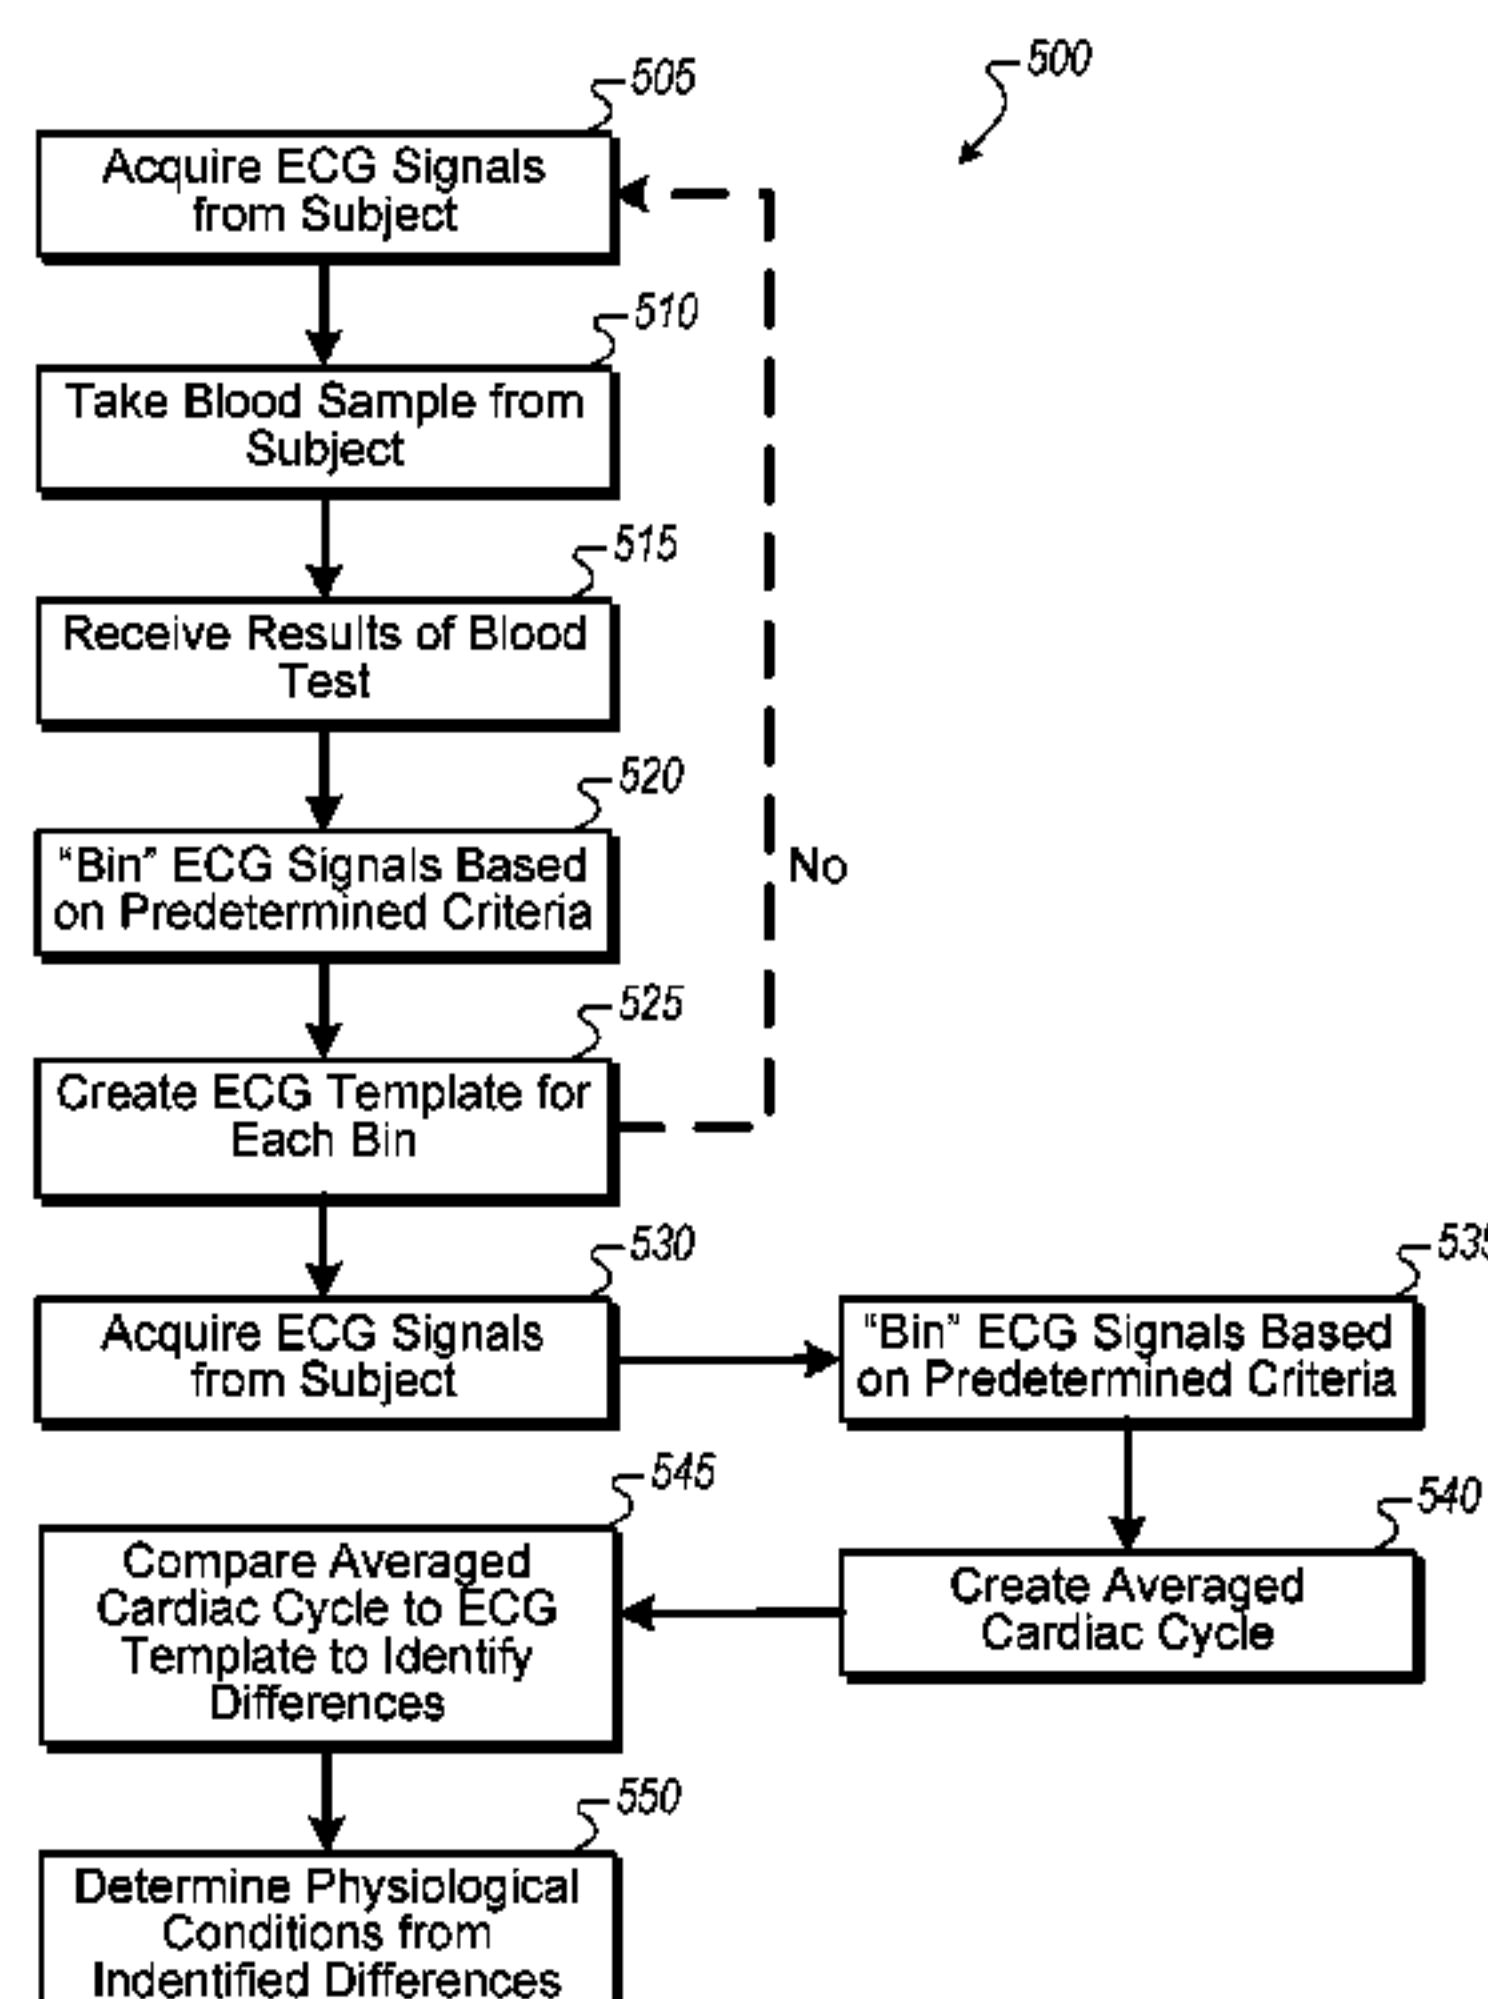 500
505
Acquire ECG Signals
from Subject
510
Take Blood Sample from
Subject
515
Receive Results of Blood
Test
520
“Bin” ECG Signals Based
on Predetermined Criteria
No
525
Create ECG Template for
Each Bin
530
Acquire ECG Signals
from Subject
535
“Bin” ECG Signals Based
on Predetermined Criteria
540
Create Averaged
Cardiac Cycle
545
Compare Averaged
Cardiac Cycle to ECG
Template to Identify
Differences
550
Determine Physiological
Conditions from
Indentified Differences